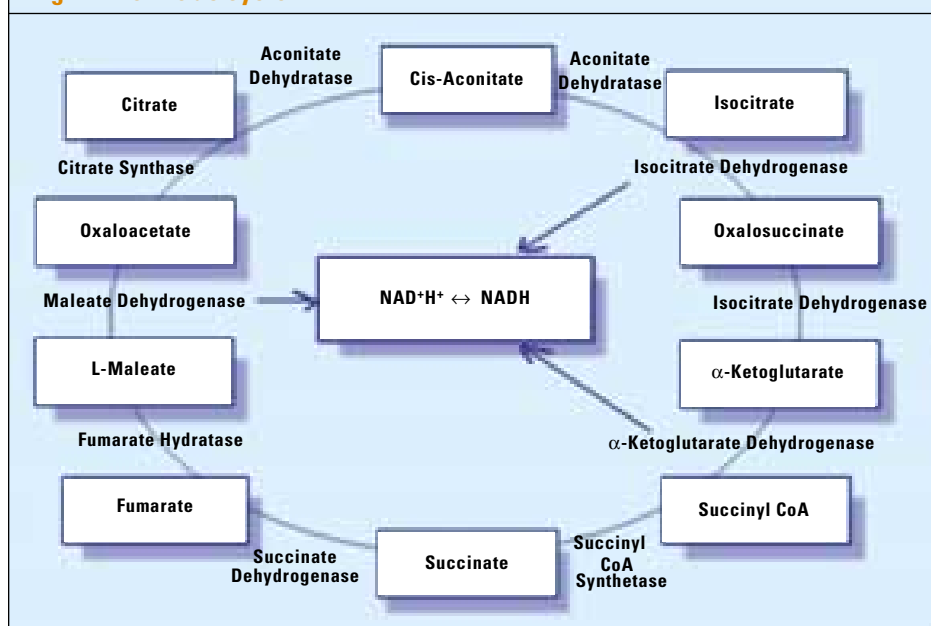 Aconitate
Dehydratase
Cis-Aconitate
Aconitate
Dehydratase
Citrate
Isocitrate
Citrate Synthase
Isocitrate Dehydrogenase
Oxaloacetate
Oxalosuccinate
NAD⁺H⁺ ↔ NADH
Maleate Dehydrogenase
Isocitrate Dehydrogenase
L-Maleate
α-Ketoglutarate
Fumarate Hydratase
α-Ketoglutarate Dehydrogenase
Fumarate
Succinyl CoA
Succinate
Dehydrogenase
Succinate
Succinyl
CoA
Synthetase